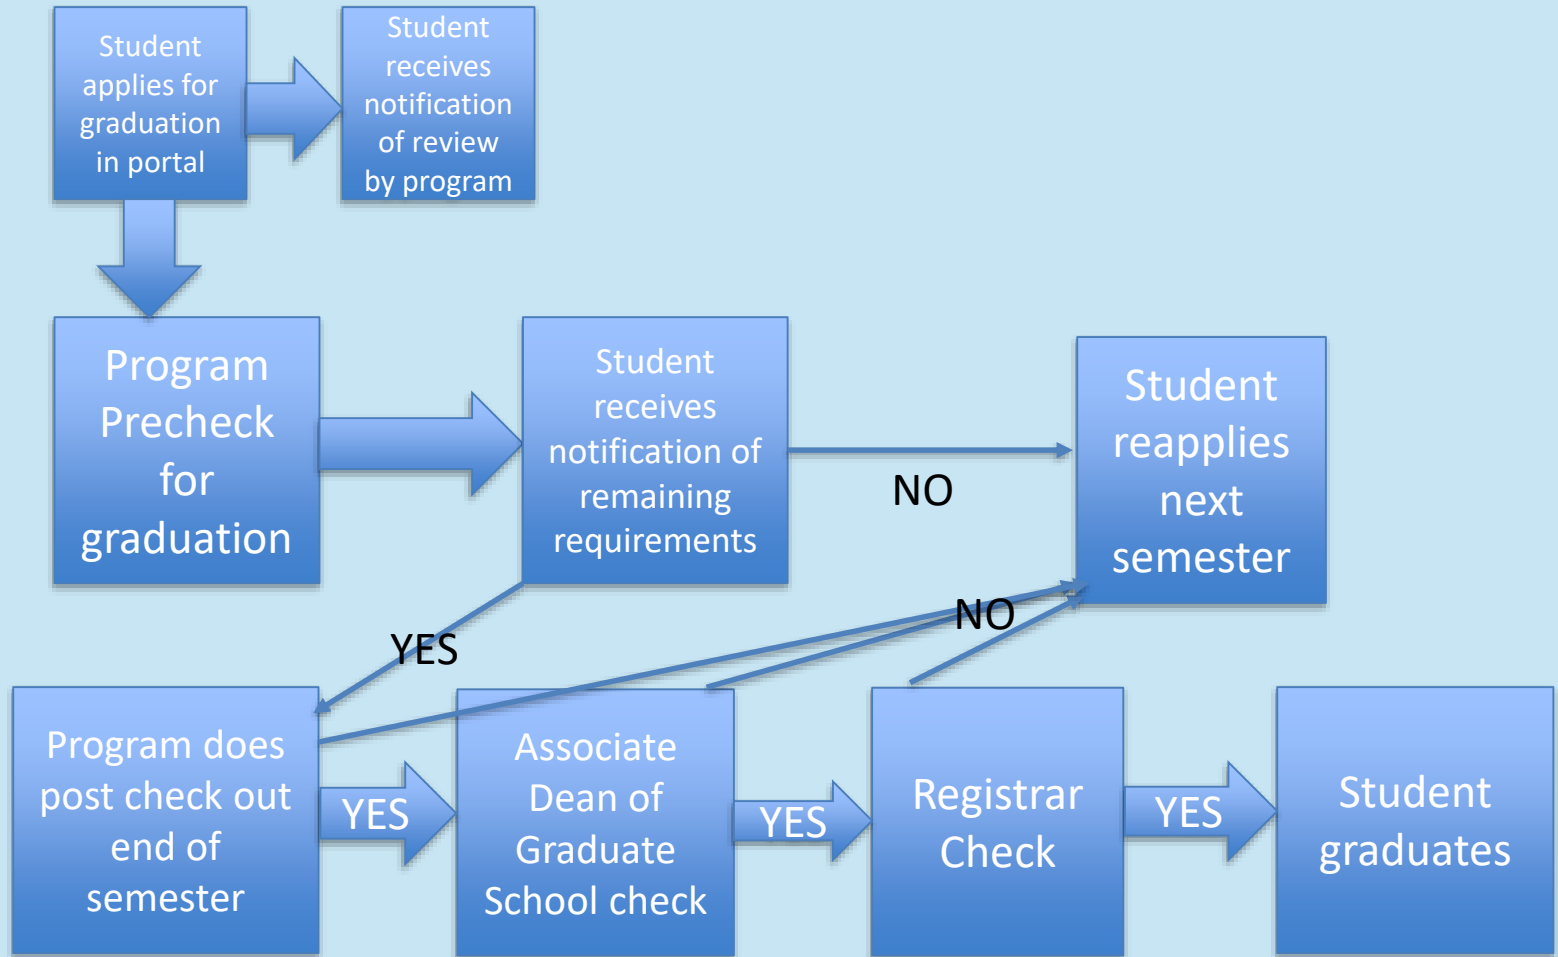 Student
applies for
graduation
in portal
Student
receives
notification
of review
by program
Program
Precheck
for
graduation
Student
receives
notification of
remaining
requirements
NO
Student
reapplies
next
semester
YES
NO
Program does
post check out
end of
semester
YES
Associate
Dean of
Graduate
School check
YES
Registrar
Check
YES
Student
graduates